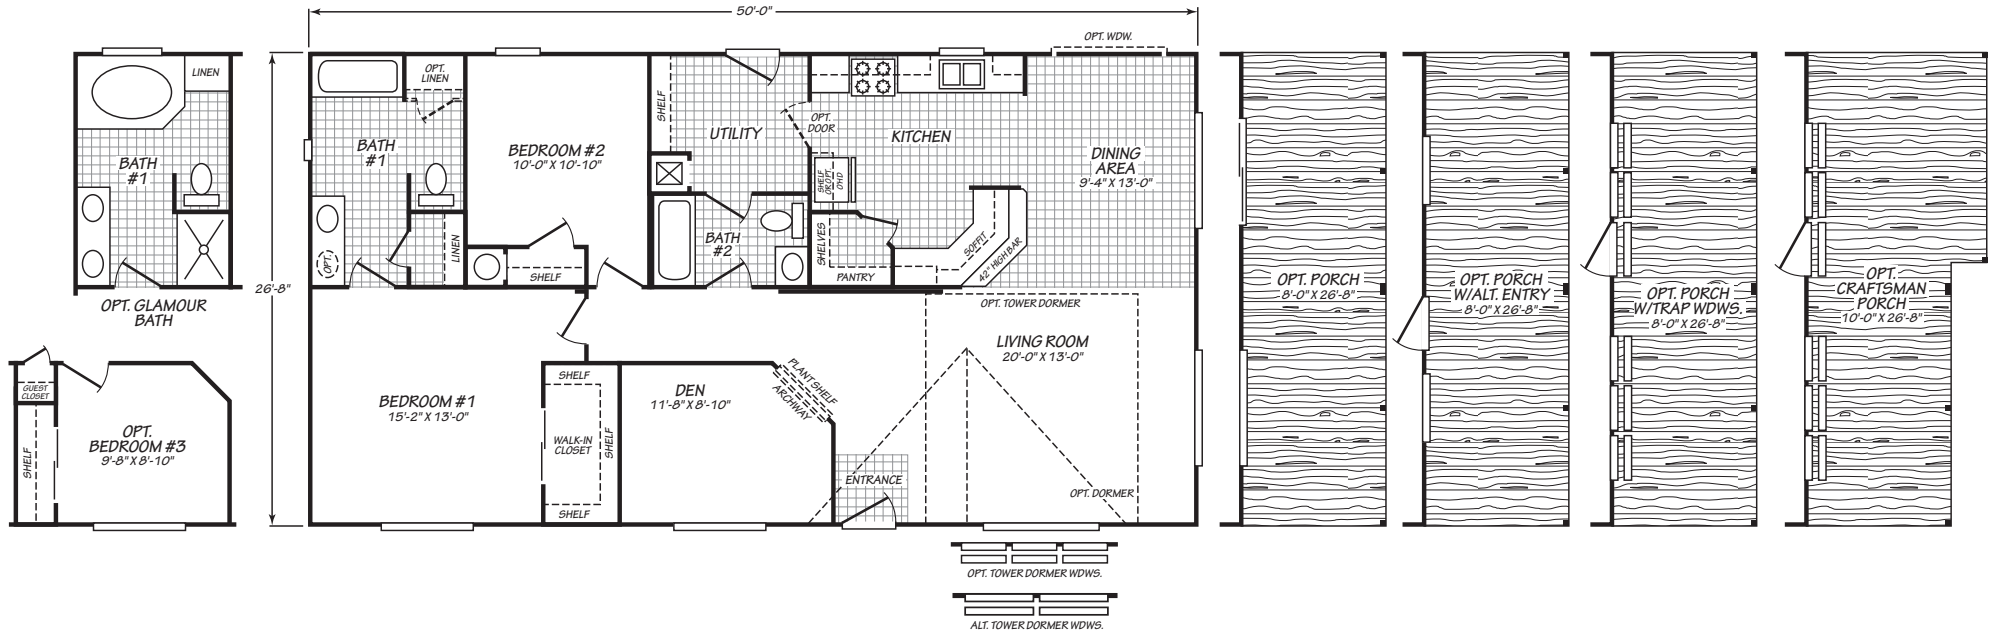 50'-0"
OPT. WDW.
LINEN
BATH
#1
OPT. GLAMOUR
BATH
26'-8"
OPT.
LINEN
BATH
#1
OPT.
LINEN
BEDROOM #2
10'-0" X 10'-10"
SHELF
SHELF
UTILITY
OPT.
DOOR
BATH
#2
KITCHEN
SHELF
OR OPT.
OHD
SHELVES
PANTRY
SOFFIT
42" HIGH BAR
DINING
AREA
9'-4" X 13'-0"
OPT. TOWER DORMER
LIVING ROOM
20'-0" X 13'-0"
OPT. DORMER
PLANT SHELF
ARCHWAY
DEN
11'-8" X 8'-10"
ENTRANCE
BEDROOM #1
15'-2" X 13'-0"
SHELF
WALK-IN
CLOSET
SHELF
SHELF
GUEST
CLOSET
SHELF
OPT.
BEDROOM #3
9'-8" X 8'-10"
OPT. PORCH
8'-0" X 26'-8"
OPT. PORCH
W/ALT. ENTRY
8'-0" X 26'-8"
OPT. PORCH
W/TRAP WDWS.
8'-0" X 26'-8"
OPT.
CRAFTSMAN
PORCH
10'-0" X 26'-8"
OPT. TOWER DORMER WDWS.
ALT. TOWER DORMER WDWS.